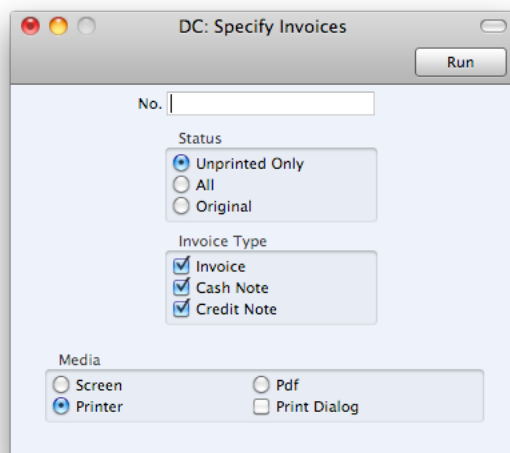 DC: Specify Invoices
Run
No.
Status
Unprinted Only
All
Original
Invoice Type
Invoice
Cash Note
Credit Note
Media
Screen Pdf
Printer Print Dialog